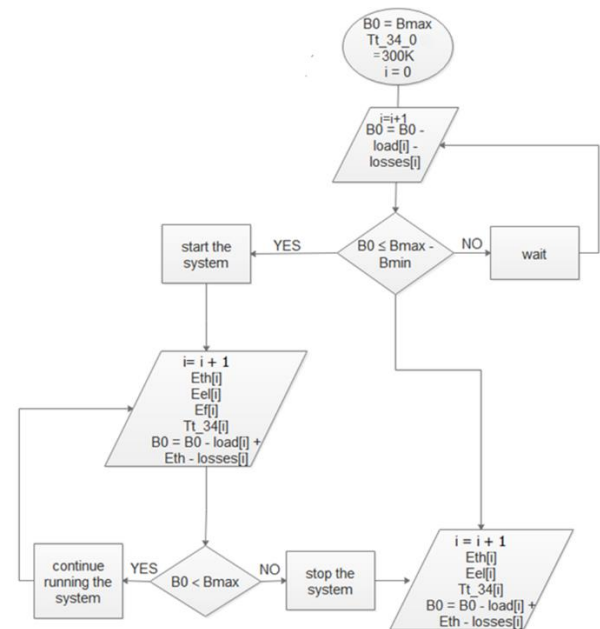 B0 = Bmax
Tt_34_0
=300K
i = 0
i=i+1
B0 = B0 -
load[i] -
losses[i]
B0 ≤ Bmax -
Bmin
YES
NO
start the
system
wait
i= i + 1
Eth[i]
Eel[i]
Ef[i]
Tt_34[i]
B0 = B0 - load[i] +
Eth - losses[i]
B0 < Bmax
YES
NO
continue
running the
system
stop the
system
i = i + 1
Eth[i]
Eel[i]
Tt_34[i]
B0 = B0 - load[i] +
Eth - losses[i]